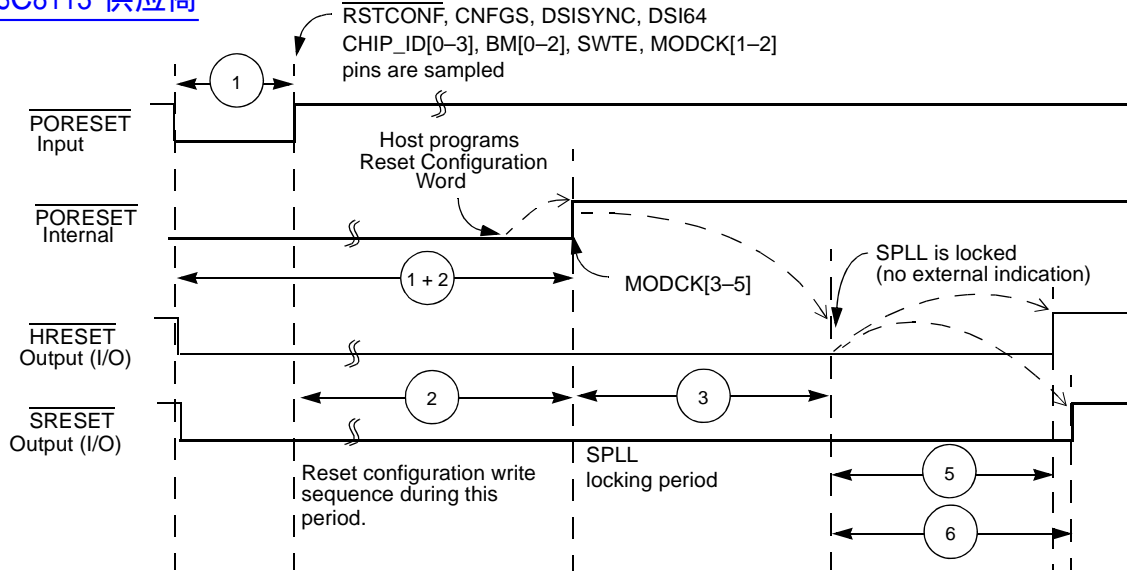 供应商
RSTCONF, CNFGS, DSISYNC, DSI64
CHIP_ID[0–3], BM[0–2], SWTE, MODCK[1–2]
pins are sampled
1
PORESET
Input
Host programs
Reset Configuration
Word
PORESET
Internal
SPLL is locked
(no external indication)
1 + 2
MODCK[3–5]
HRESET
Output (I/O)
2
3
SRESET
Output (I/O)
Reset configuration write
sequence during this
period.
SPLL
locking period
5
6